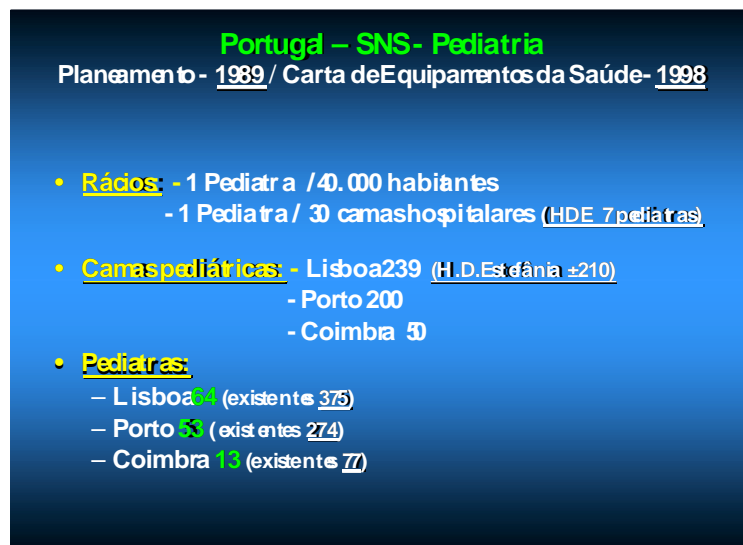 Portugal – SNS - Pediatria
Planeamento - 1989 / Carta de Equipamentos da Saúde - 1998
• Rácios: - 1 Pediatra /40.000 habitantes
- 1 Pediatra / 30 camas hospitalares (HDE 7 pediatras)
• Camas pediátricas: - Lisboa 239 (H.D.Estefânia ±210)
- Porto 200
- Coimbra 50
• Pediatras:
– Lisboa 64 (existentes 375)
– Porto 53 (existentes 274)
– Coimbra 13 (existentes 77)